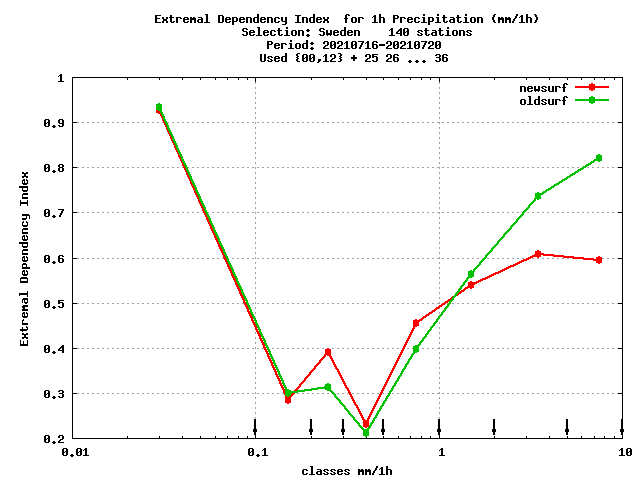 Extremal Dependency Index  for 1h Precipitation (mm/1h)
Selection: Sweden    140 stations
Period: 20210716-20210720
Used {00,12} + 25 26 ... 36
newsurf
oldsurf
1
0.9
0.8
0.7
0.6
0.5
0.4
0.3
0.2
Extremal Dependency Index
0.01 0.1 1 10
classes mm/1h